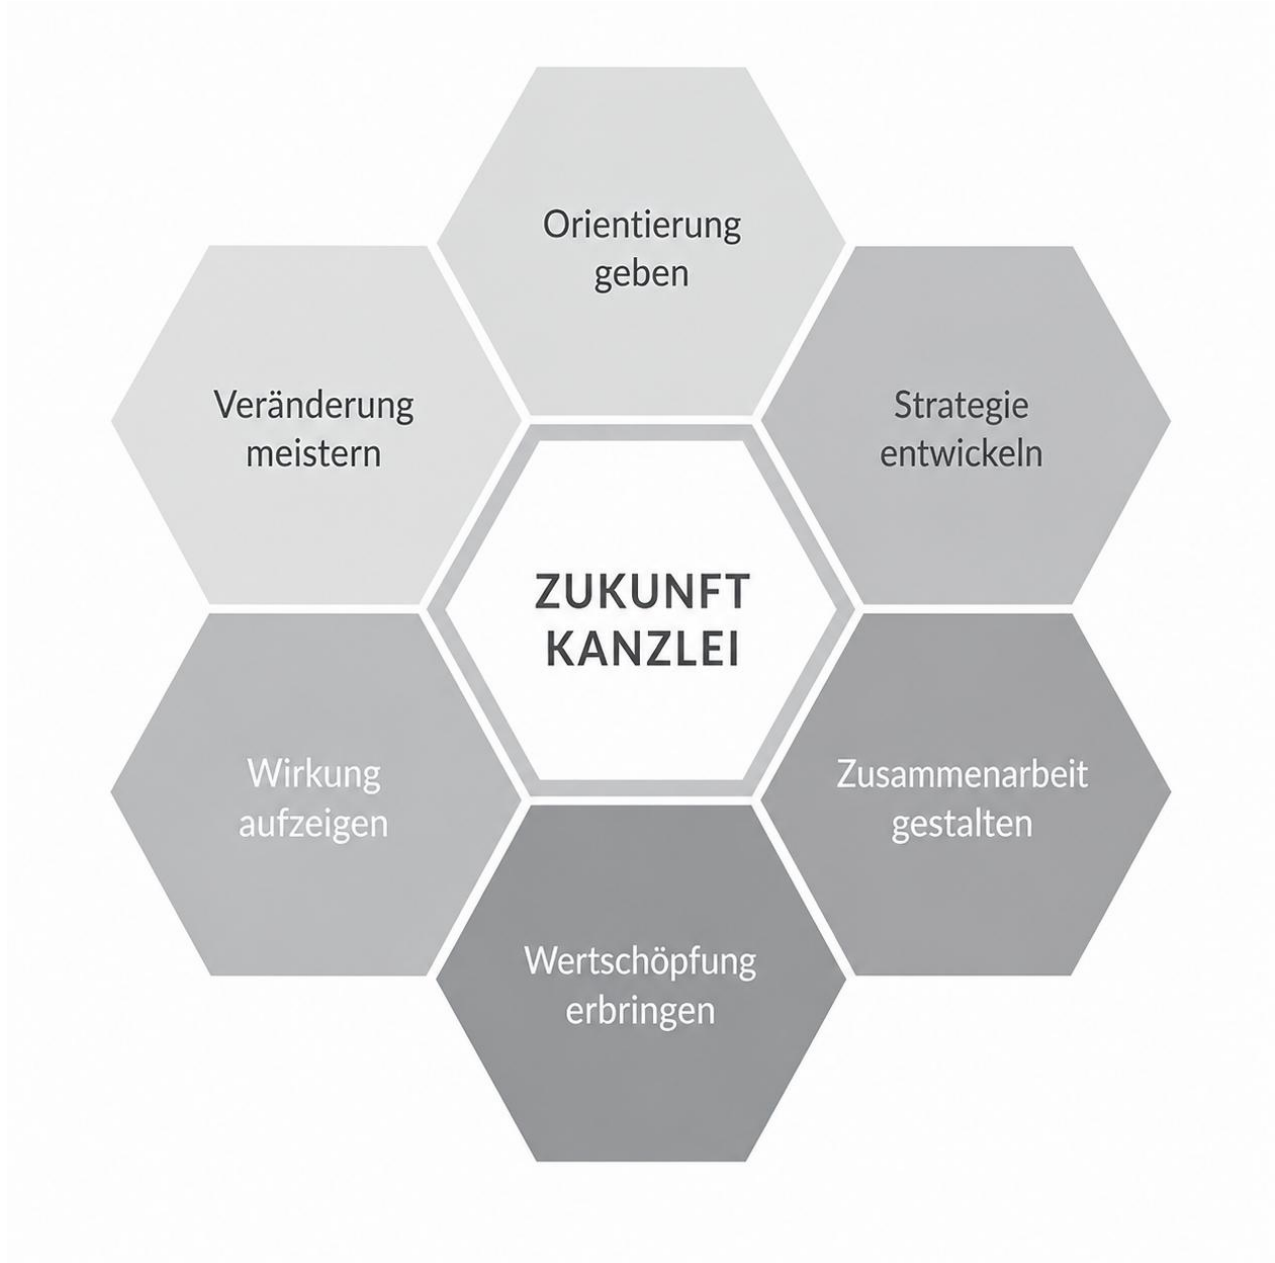 Orientierung
geben
Veränderung
meistern
Strategie
entwickeln
ZUKUNFT
KANZLEI
Wirkung
aufzeigen
Zusammenarbeit
gestalten
Wertschöpfung
erbringen